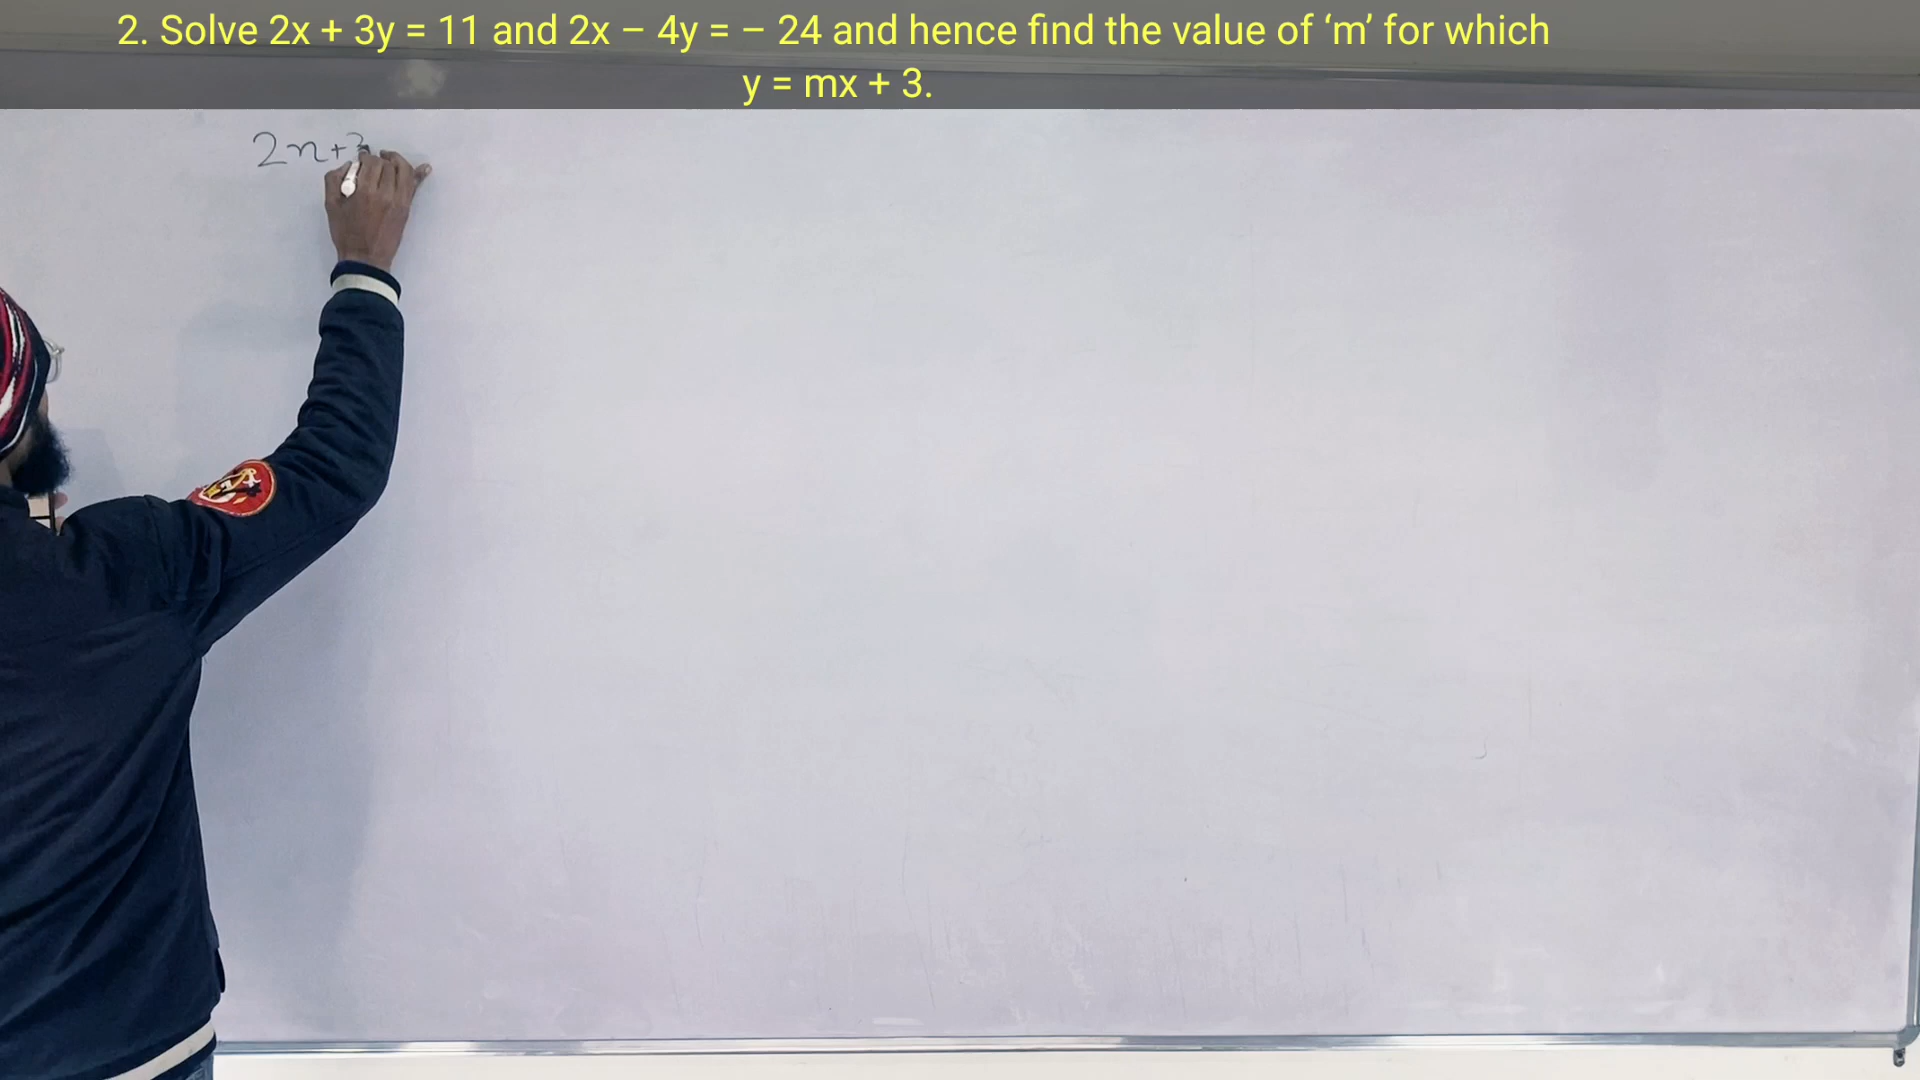 2. Solve 2x + 3y = 11 and 2x – 4y = – 24 and hence find the value of ‘m’ for which
y = mx + 3.
2x+3